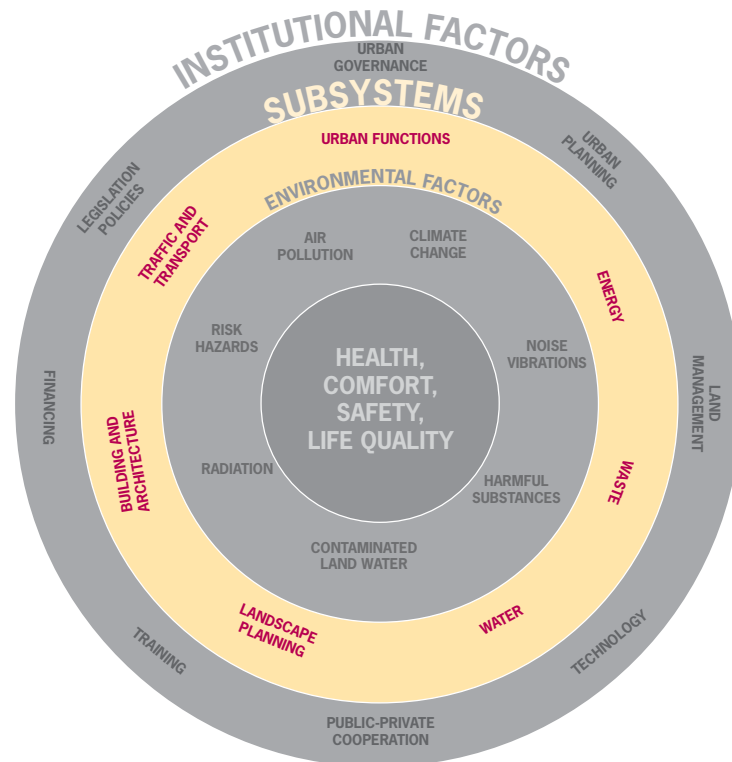 INSTITUTIONAL FACTORS
URBAN
GOVERNANCE
SUBSYSTEMS
URBAN FUNCTIONS
URBAN
PLANNING
LEGISLATION
POLICIES
ENVIRONMENTAL FACTORS
TRAFFIC AND
TRANSPORT
AIR
POLLUTION
CLIMATE
CHANGE
ENERGY
RISK
HAZARDS
NOISE
VIBRATIONS
HEALTH,
COMFORT,
SAFETY,
LIFE QUALITY
FINANCING
LAND
MANAGEMENT
BUILDING AND
ARCHITECTURE
RADIATION
HARMFUL
SUBSTANCES
WASTE
CONTAMINATED
LAND WATER
LANDSCAPE
PLANNING
WATER
TRAINING
TECHNOLOGY
PUBLIC-PRIVATE
COOPERATION